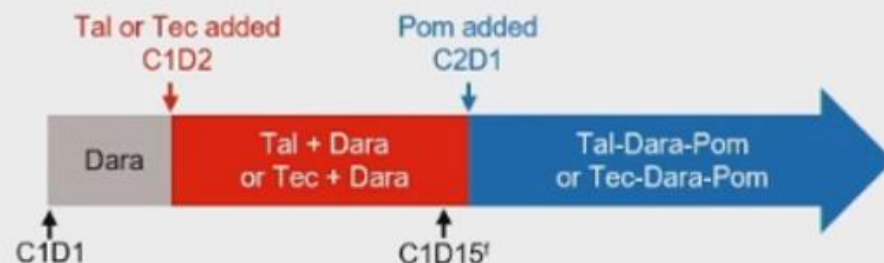 Tal or Tec added
C1D2
Pom added
C2D1
Dara
Tal + Dara
or Tec + Dara
Tal-Dara-Pom
or Tec-Dara-Pom
C1D1
C1D15ᶠ